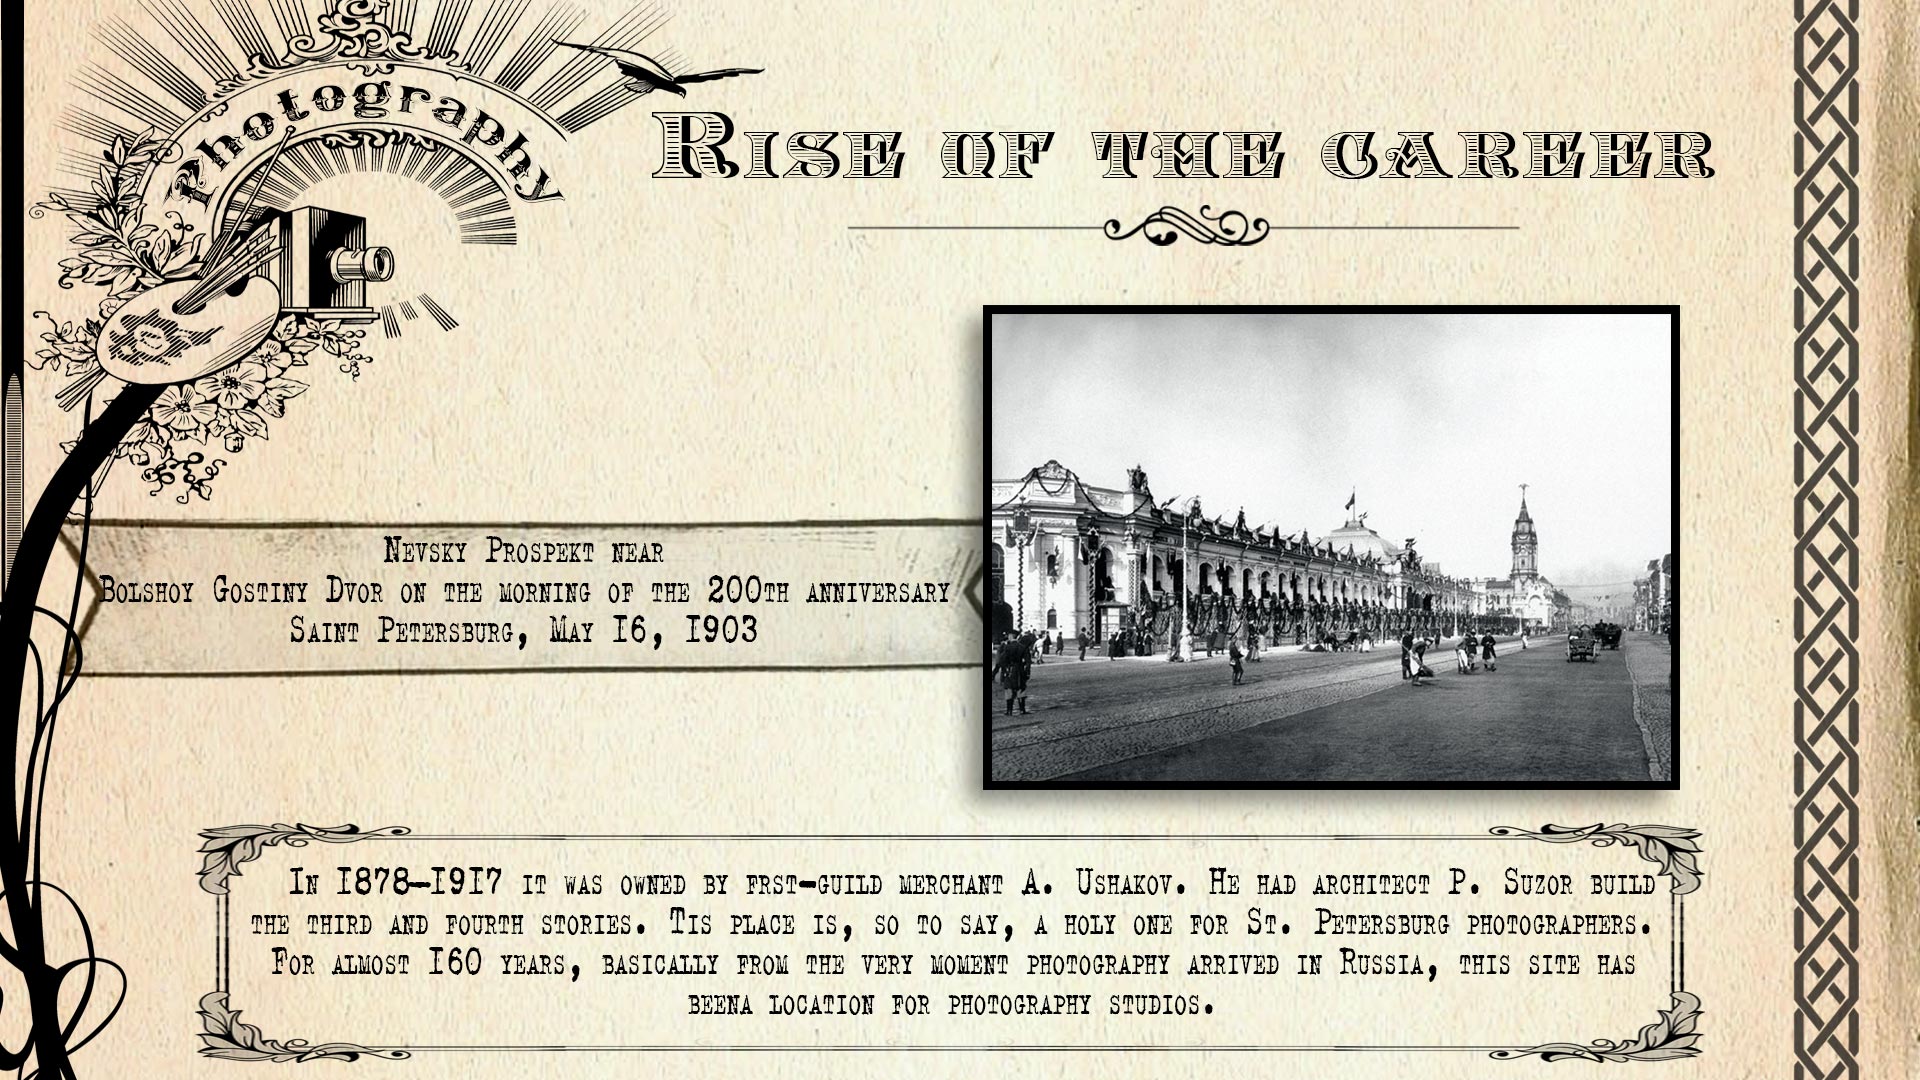 Photography
Rise of the career
Nevsky Prospekt near
Bolshoy Gostiny Dvor on the morning of the 200th anniversary
Saint Petersburg, May 16, 1903
In 1878–1917 it was owned by frst-guild merchant A. Ushakov. He had architect P. Suzor build
the third and fourth stories. Tis place is, so to say, a holy one for St. Petersburg photographers.
For almost 160 years, basically from the very moment photography arrived in Russia, this site has
beena location for photography studios.